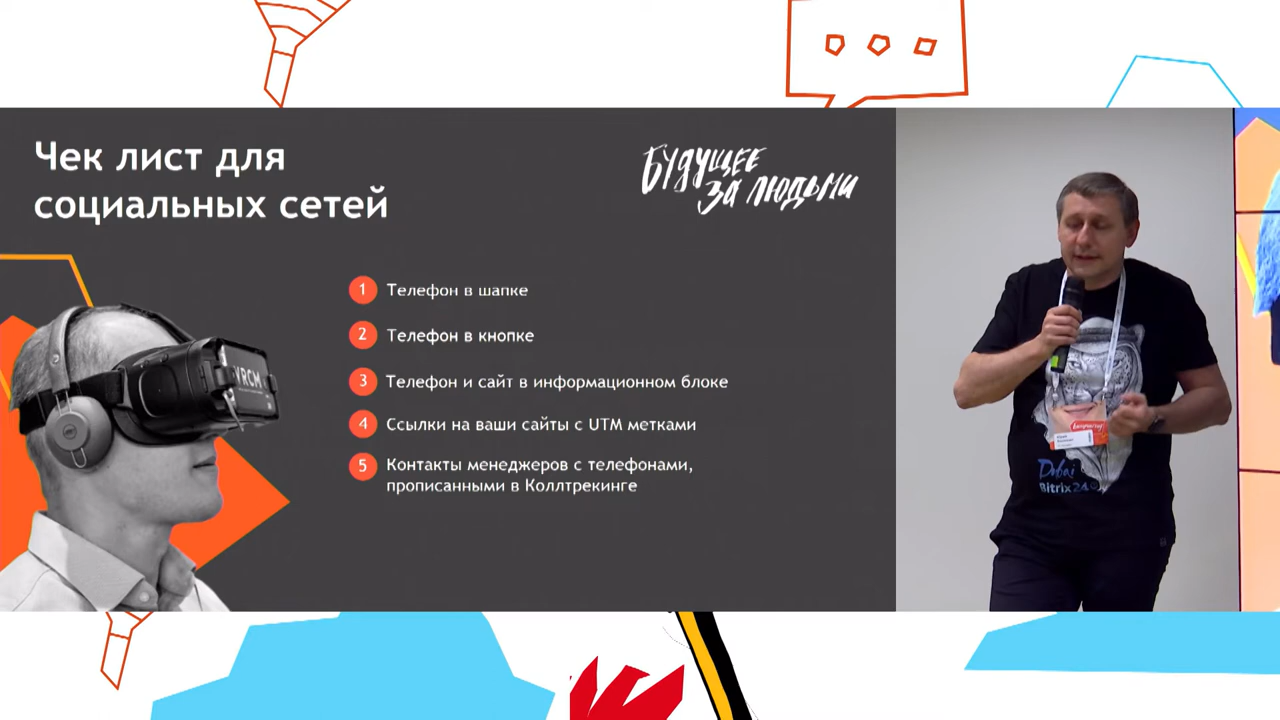 Чек лист для
социальных сетей
БУДУЩЕЕ
ЗА ЛЮДЬМИ
1 Телефон в шапке
2 Телефон в кнопке
3 Телефон и сайт в информационном блоке
4 Ссылки на ваши сайты с UTM метками
5 Контакты менеджеров с телефонами,
прописанными в Коллтрекинге
VRCM
Dubai
Bitrix24